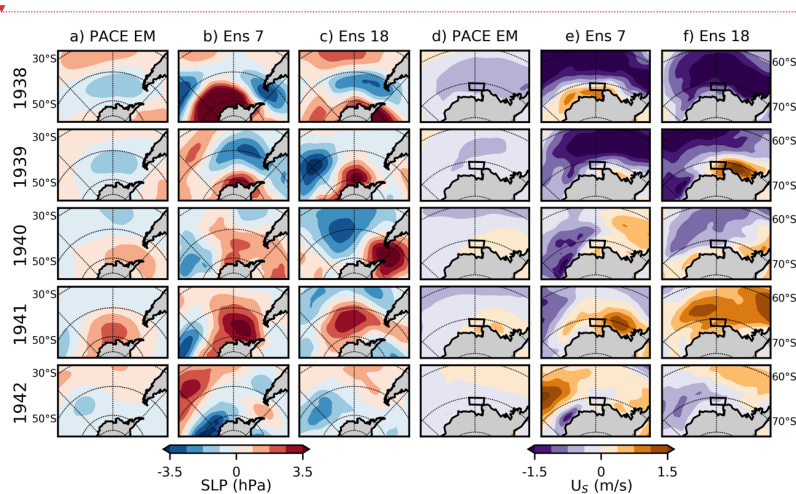 a) PACE EM b) Ens 7 c) Ens 18 d) PACE EM e) Ens 7 f) Ens 18
30°S 60°S
1938
50°S 70°S
1939
60°S
50°S 70°S
30°S 60°S
1940
50°S 70°S
30°S 60°S
1941
50°S 70°S
60°S
1942
50°S 70°S
-3.5 0 3.5 -1.5 0 1.5
SLP (hPa) U_S (m/s)